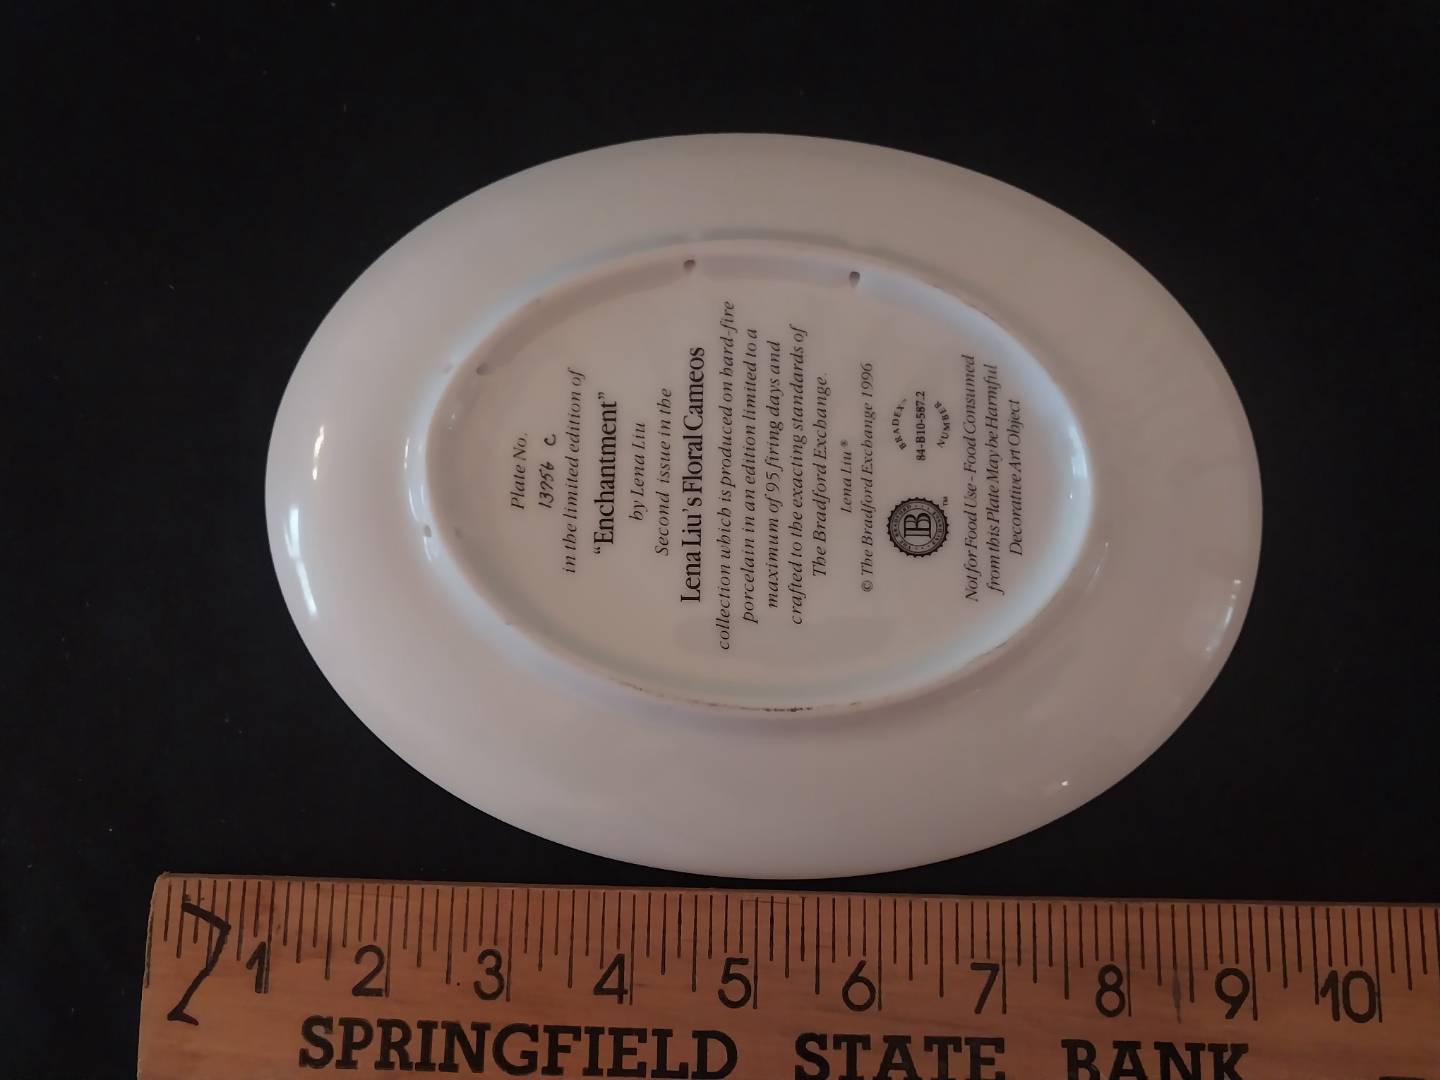 Plate No.
13956 C
in the limited edition of
“Enchantment”
by Lena Liu
Second issue in the
Lena Liu's Floral Cameos
collection which is produced on hard-fire
porcelain in an edition limited to a
maximum of 95 firing days and
crafted to the exacting standards of
The Bradford Exchange.
Lena Liu®
© The Bradford Exchange 1996
BRADEX
84-B10-587.2
NUMBER
B
TM
Not for Food Use - Food Consumed
from this Plate May be Harmful
Decorative Art Object
1 2 3 4 5 6 7 8 9 10
SPRINGFIELD STATE BANK